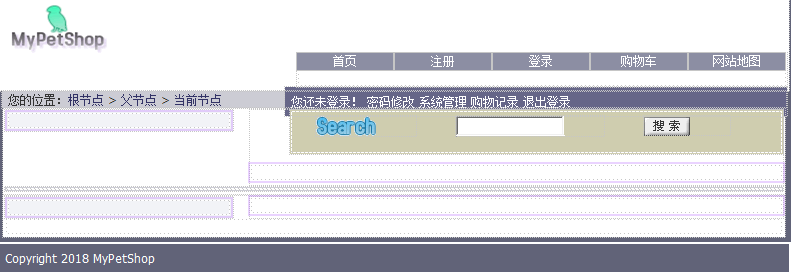 MyPetShop
首页 注册 登录 购物车 网站地图
您的位置：根节点 > 父节点 > 当前节点
您还未登录！ 密码修改 系统管理 购物记录 退出登录
Search 搜 索
Copyright 2018 MyPetShop